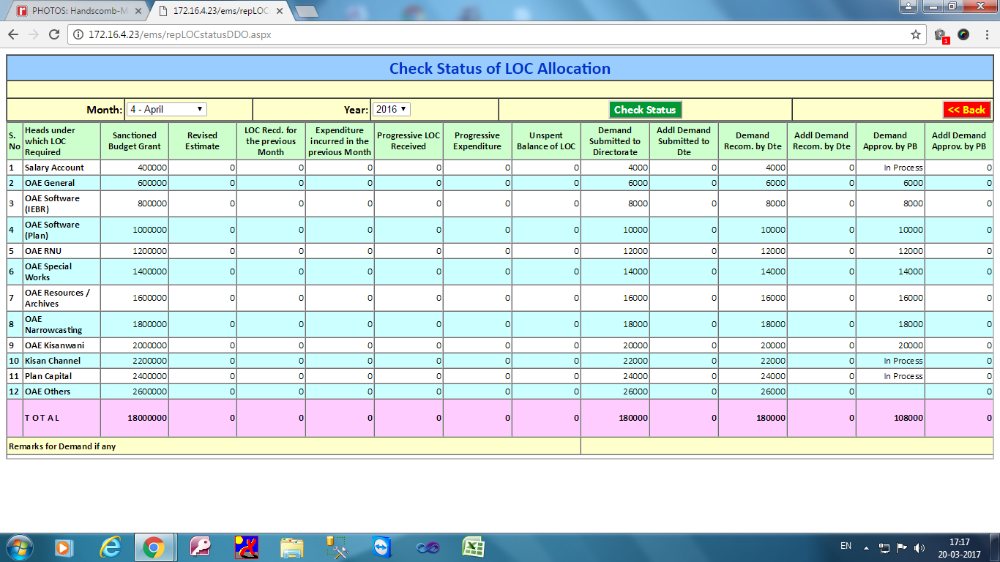 PHOTOS: Handscomb-M
172.16.4.23/ems/repLOC
172.16.4.23/ems/repLOCstatusDDO.aspx
1
Check Status of LOC Allocation
Month: 4 - April Year: 2016 Check Status << Back
S. No Heads under which LOC Required Sanctioned Budget Grant Revised Estimate LOC Recd. for the previous Month Expenditure incurred in the previous Month Progressive LOC Received Progressive Expenditure Unspent Balance of LOC Demand Submitted to Directorate Addl Demand Submitted to Dte Demand Recom. by Dte Addl Demand Recom. by Dte Demand Approv. by PB Addl Demand Approv. by PB
1 Salary Account 400000 0 0 0 0 0 0 4000 0 4000 0 In Process 0
2 OAE General 600000 0 0 0 0 0 0 6000 0 6000 0 6000 0
3 OAE Software (IEBR) 800000 0 0 0 0 0 0 8000 0 8000 0 8000 0
4 OAE Software (Plan) 1000000 0 0 0 0 0 0 10000 0 10000 0 10000 0
5 OAE RNU 1200000 0 0 0 0 0 0 12000 0 12000 0 12000 0
6 OAE Special Works 1400000 0 0 0 0 0 0 14000 0 14000 0 14000 0
7 OAE Resources / Archives 1600000 0 0 0 0 0 0 16000 0 16000 0 16000 0
8 OAE Narrowcasting 1800000 0 0 0 0 0 0 18000 0 18000 0 18000 0
9 OAE Kisanwani 2000000 0 0 0 0 0 0 20000 0 20000 0 20000 0
10 Kisan Channel 2200000 0 0 0 0 0 0 22000 0 22000 0 In Process 0
11 Plan Capital 2400000 0 0 0 0 0 0 24000 0 24000 0 In Process 0
12 OAE Others 2600000 0 0 0 0 0 0 26000 0 26000 0 0
T O T A L 18000000 0 0 0 0 0 0 180000 0 180000 0 108000 0
Remarks for Demand if any
EN 17:17
20-03-2017